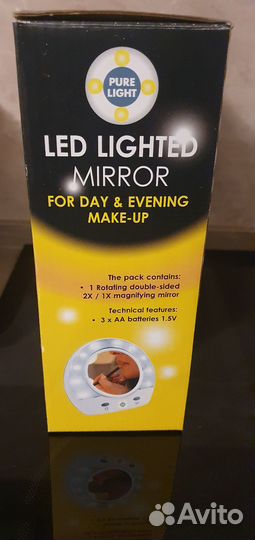 PURE
LIGHT
LED LIGHTED
MIRROR
FOR DAY & EVENING
MAKE-UP
The pack contains:
• 1 Rotating double-sided
2X / 1X magnifying mirror
Technical features:
• 3 x AA batteries 1.5V
Avito